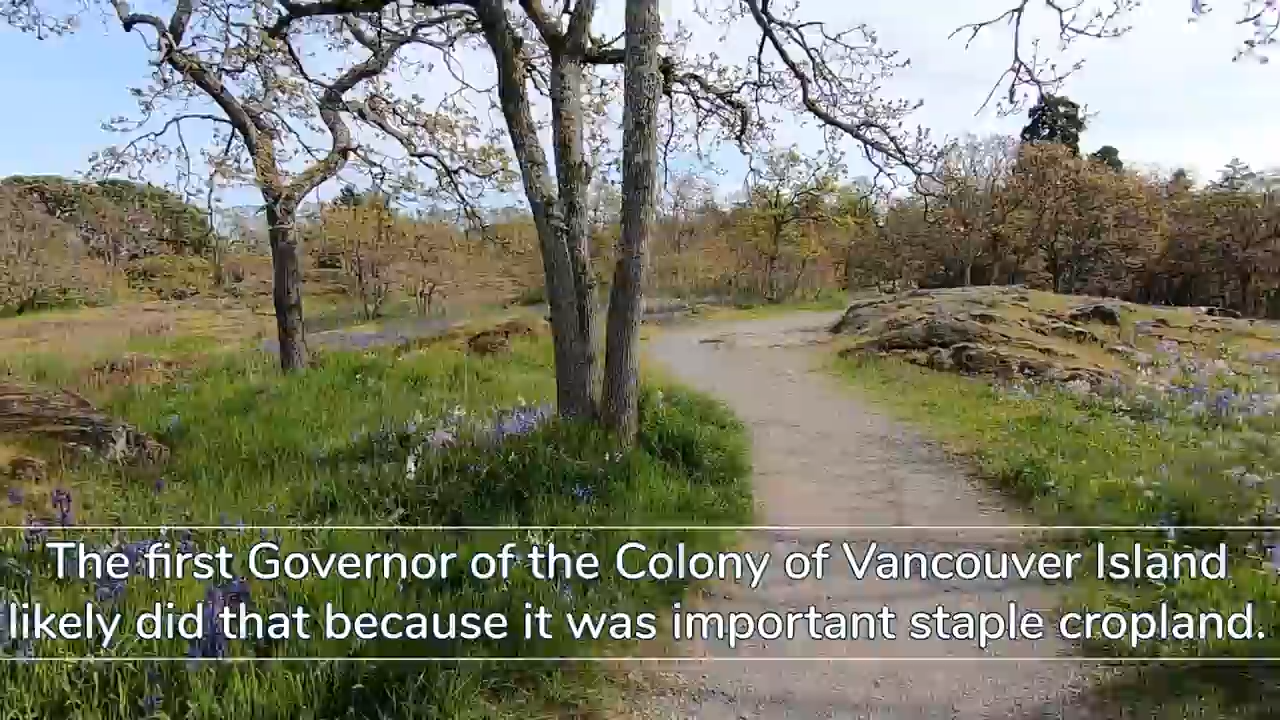 The first Governor of the Colony of Vancouver Island
likely did that because it was important staple cropland.